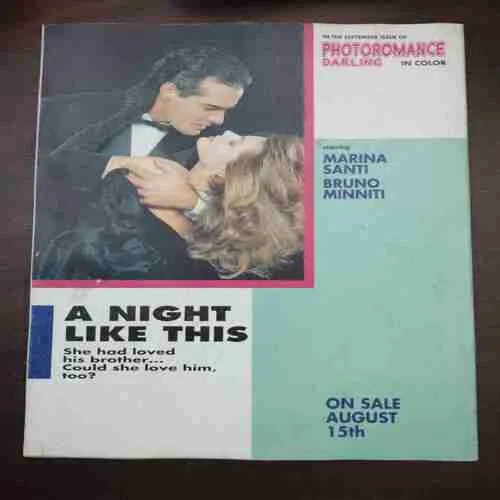 IN THE SEPTEMBER ISSUE OF
PHOTOROMANCE
DARLING IN COLOR
starring
MARINA
SANTI
BRUNO
MINNITI
A NIGHT
LIKE THIS
She had loved
his brother...
Could she love him,
too?
ON SALE
AUGUST
15th